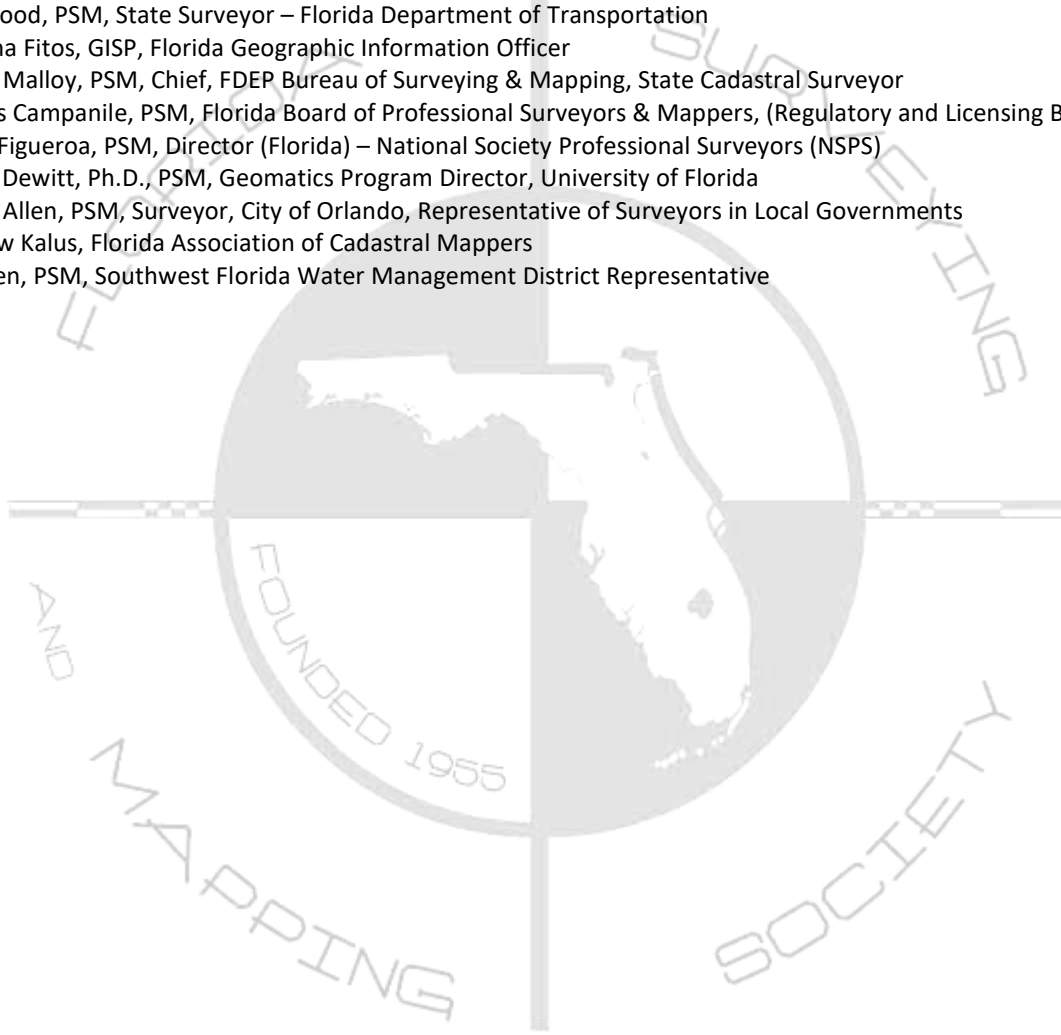 ood, PSM, State Surveyor – Florida Department of Transportation
na Fitos, GISP, Florida Geographic Information Officer
Malloy, PSM, Chief, FDEP Bureau of Surveying & Mapping, State Cadastral Surveyor
s Campanile, PSM, Florida Board of Professional Surveyors & Mappers, (Regulatory and Licensing B
Figueroa, PSM, Director (Florida) – National Society Professional Surveyors (NSPS)
Dewitt, Ph.D., PSM, Geomatics Program Director, University of Florida
Allen, PSM, Surveyor, City of Orlando, Representative of Surveyors in Local Governments
w Kalus, Florida Association of Cadastral Mappers
en, PSM, Southwest Florida Water Management District Representative
FLORIDA
SURVEYING
AND
MAPPING
SOCIETY
FOUNDED 1955